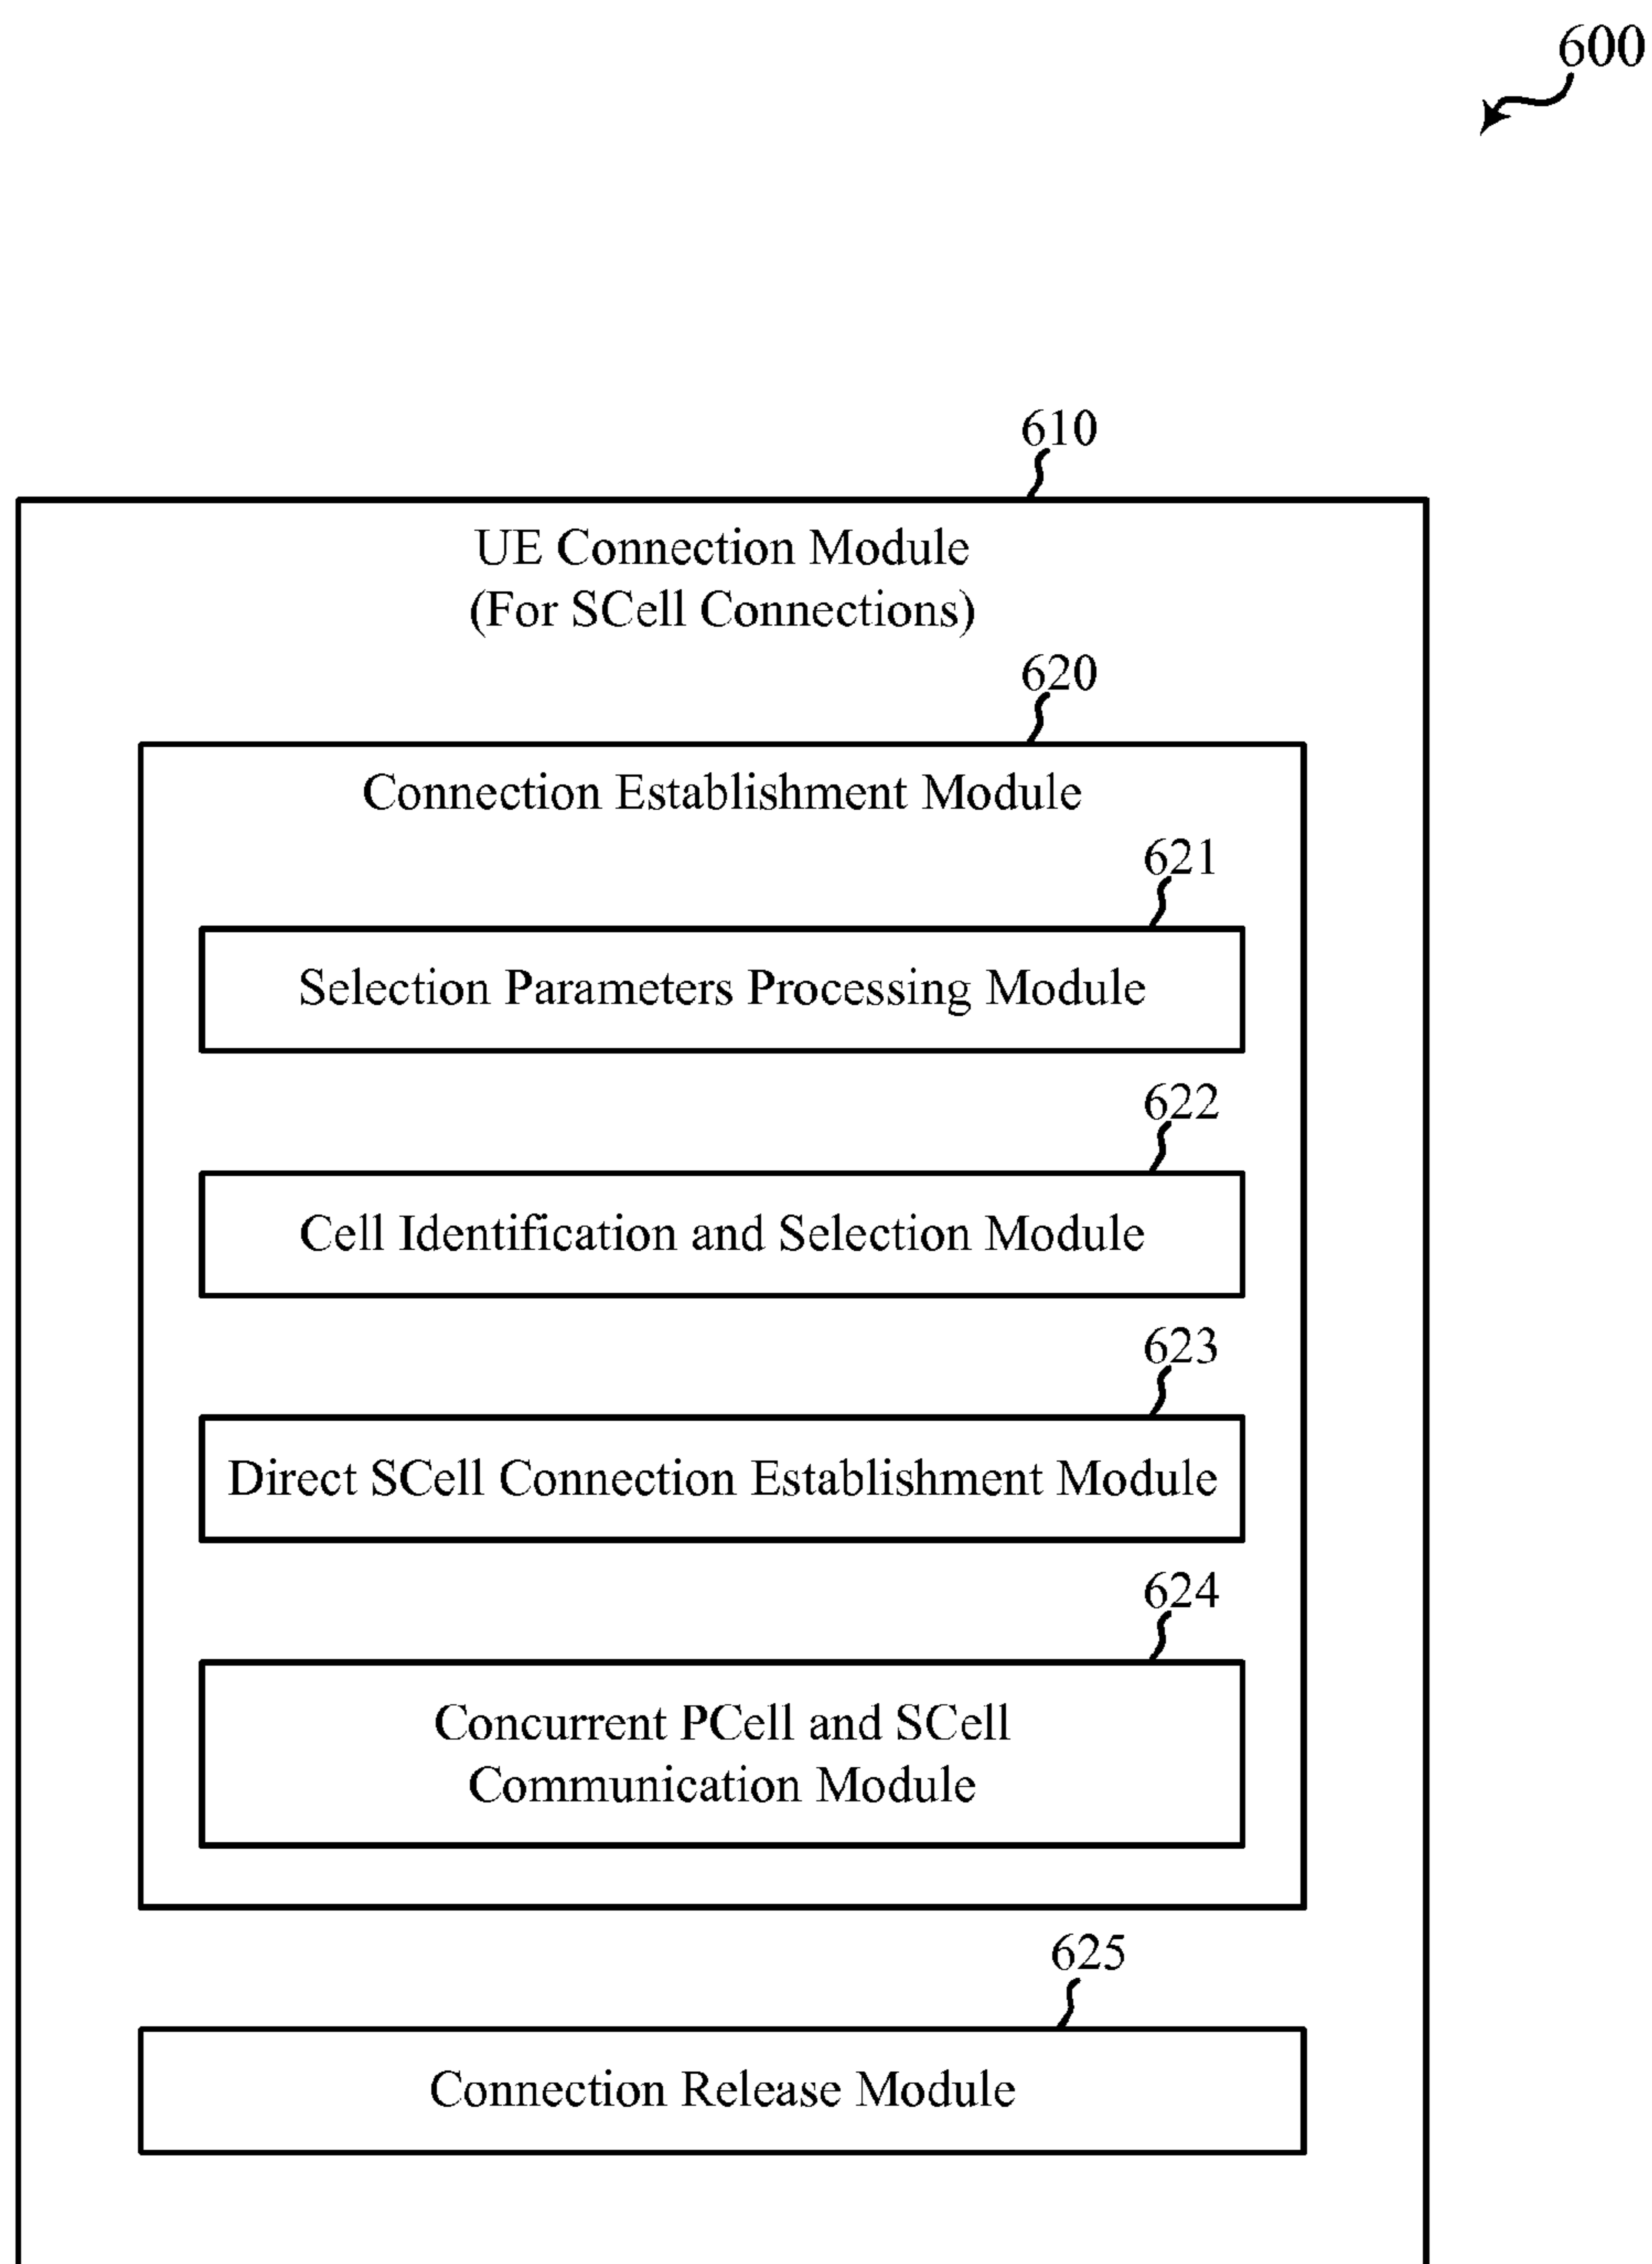 600
610
UE Connection Module
(For SCell Connections)
620
Connection Establishment Module
621
Selection Parameters Processing Module
622
Cell Identification and Selection Module
623
Direct SCell Connection Establishment Module
624
Concurrent PCell and SCell
Communication Module
625
Connection Release Module